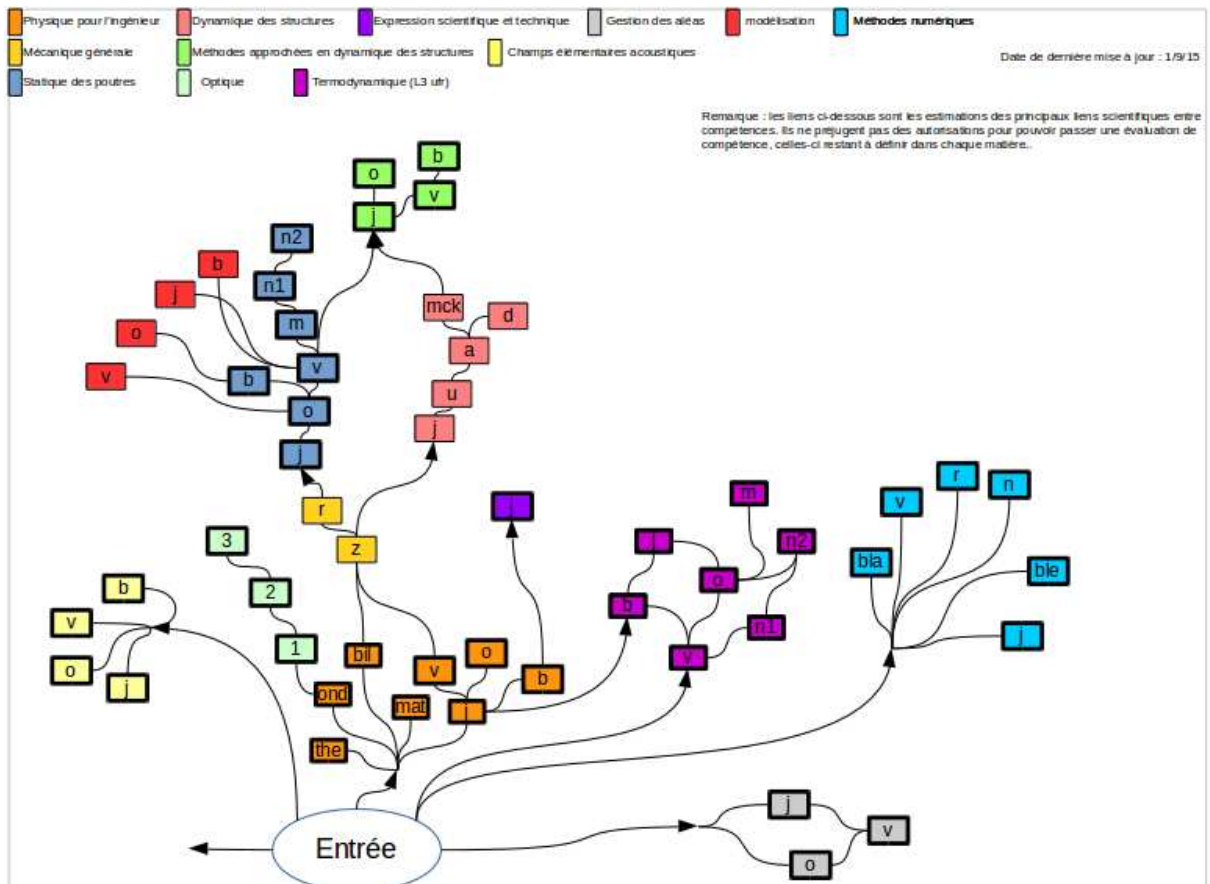 Physique pour l'ingénieur Dynamique des structures Expression scientifique et technique Gestion des aléas modélisation Méthodes numériques
Mécanique générale Méthodes approchées en dynamique des structures Champs élémentaires acoustiques
Date de dernière mise à jour : 1/9/15
Statique des poutres Optique Termodynamique (L3 ufr)
Remarque : les liens ci-dessous sont les estimations des principaux liens scientifiques entre
compétences. Ils ne préjugent pas des autorisations pour pouvoir passer une évaluation de
compétence, celles-ci restant à définir dans chaque matière..
b
o
v
j
n2
b
n1
j
mck
d
m
o
a
v
b
v
u
o
j
j
r
n
v
r
j
m
z
3
j
n2
bla
ble
o
b
2
b
v
n1
j
1
bil
o
v
v
o
b
j
ond
mat
j
the
j
v
Entrée
o